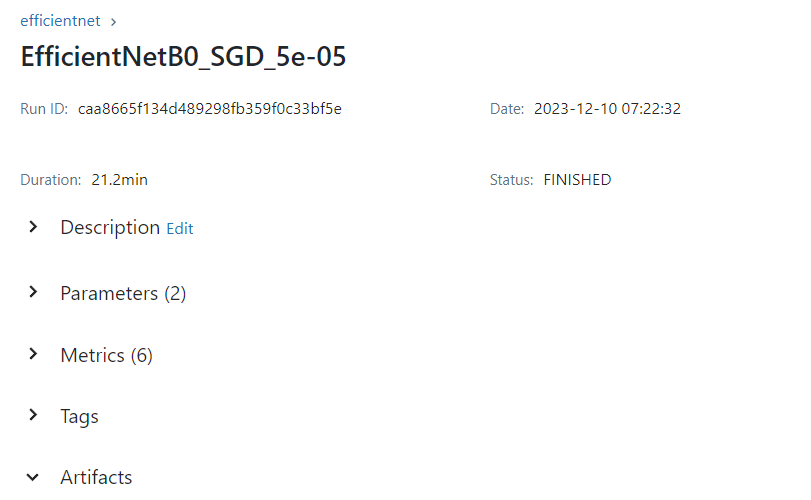 efficientnet >
EfficientNetB0_SGD_5e-05
Run ID: caa8665f134d489298fb359f0c33bf5e Date: 2023-12-10 07:22:32
Duration: 21.2min Status: FINISHED
Description Edit
Parameters (2)
Metrics (6)
Tags
Artifacts